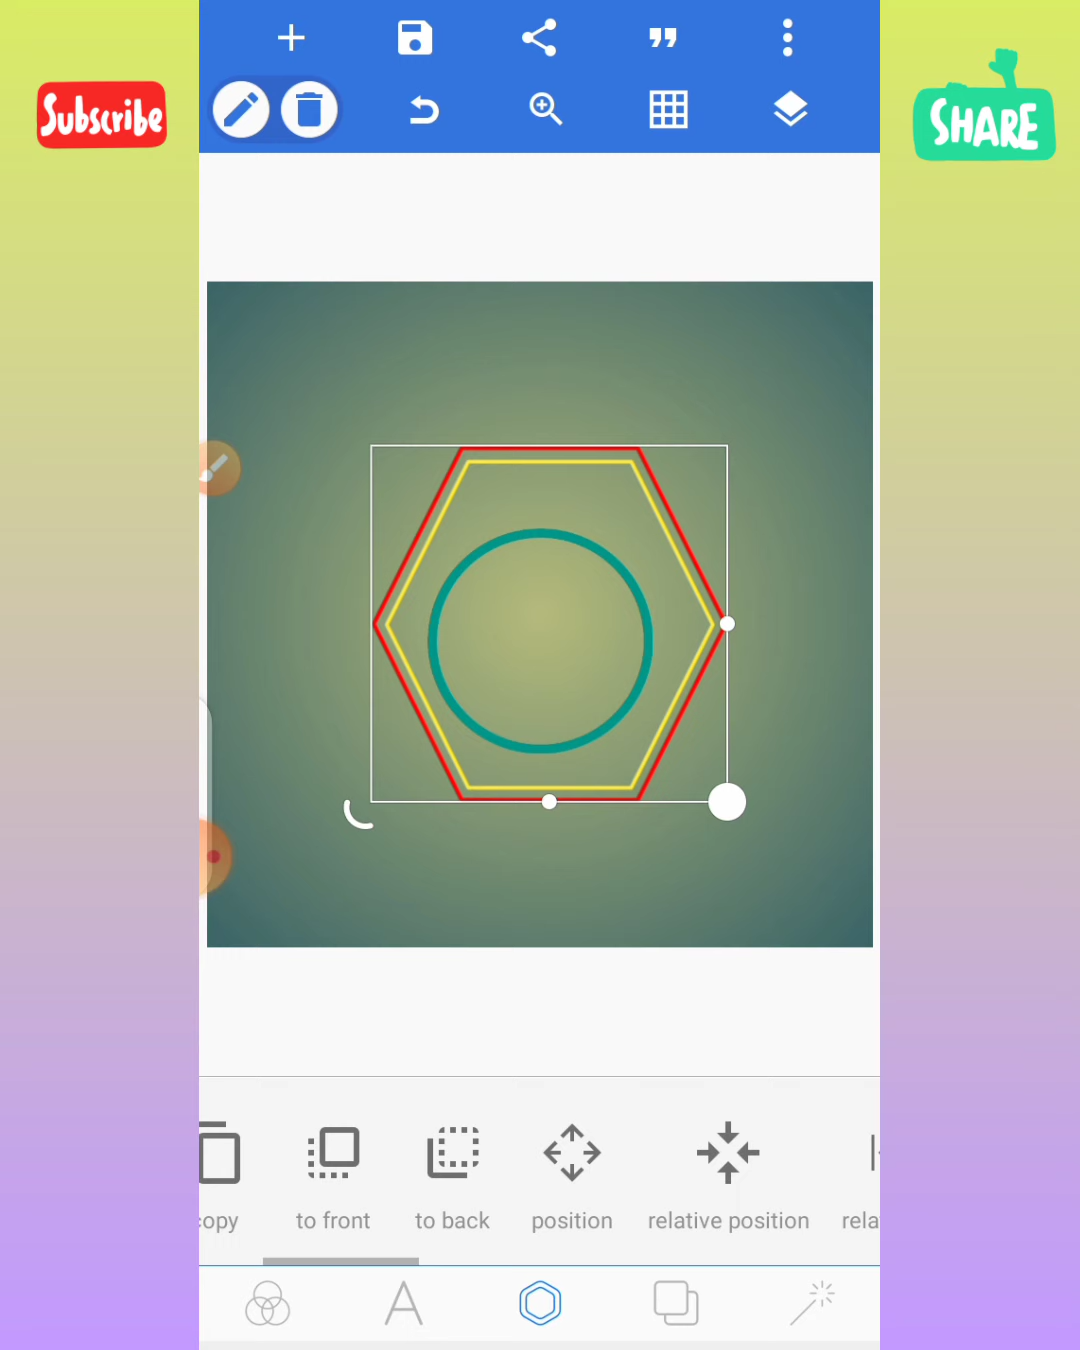 Subscribe
SHARE
copy
to front
to back
position
relative position
rela